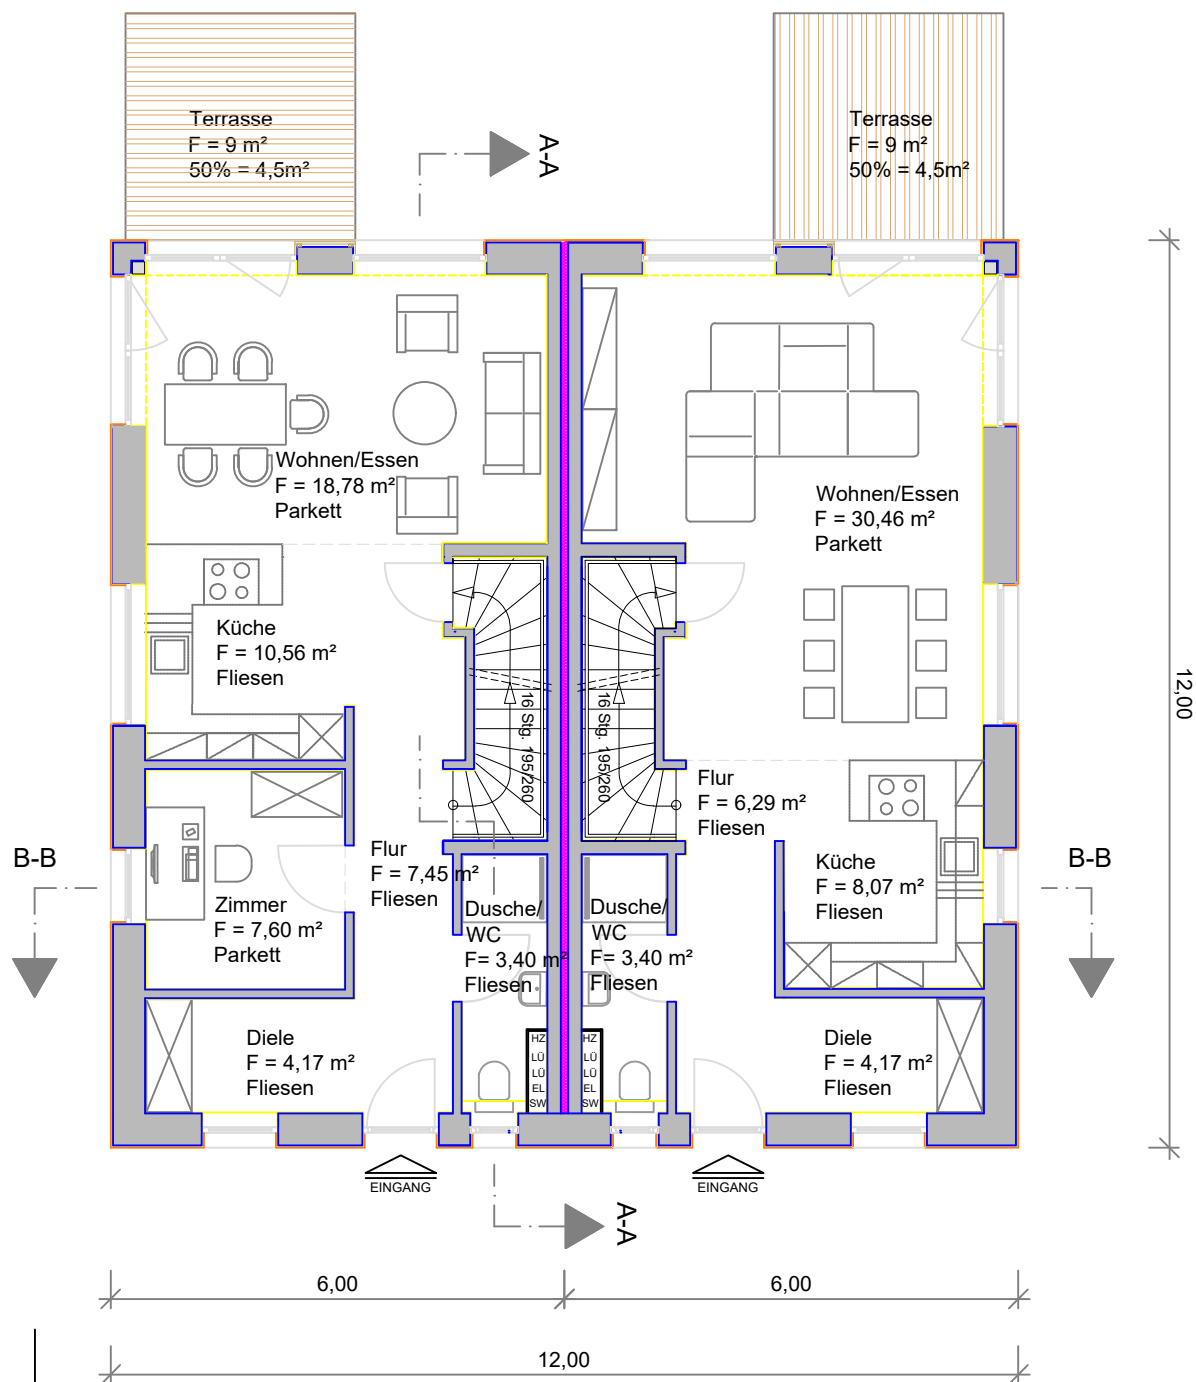 Terrasse
F = 9 m²
50% = 4,5m²
Terrasse
F = 9 m²
50% = 4,5m²
A-A
Wohnen/Essen
F = 18,78 m²
Parkett
Wohnen/Essen
F = 30,46 m²
Parkett
Küche
F = 10,56 m²
Fliesen
16 Stg. 195/260
16 Stg. 195/260
12,00
Flur
F = 6,29 m²
Fliesen
B-B
Flur
F = 7,45 m²
Fliesen
Küche
F = 8,07 m²
Fliesen
B-B
Zimmer
F = 7,60 m²
Parkett
Dusche/
WC
F= 3,40 m²
Fliesen
Dusche/
WC
F= 3,40 m²
Fliesen
Diele
F = 4,17 m²
Fliesen
HZ
LÜ
LÜ
EL
SW
HZ
LÜ
LÜ
EL
SW
Diele
F = 4,17 m²
Fliesen
EINGANG
EINGANG
A-A
6,00
6,00
12,00